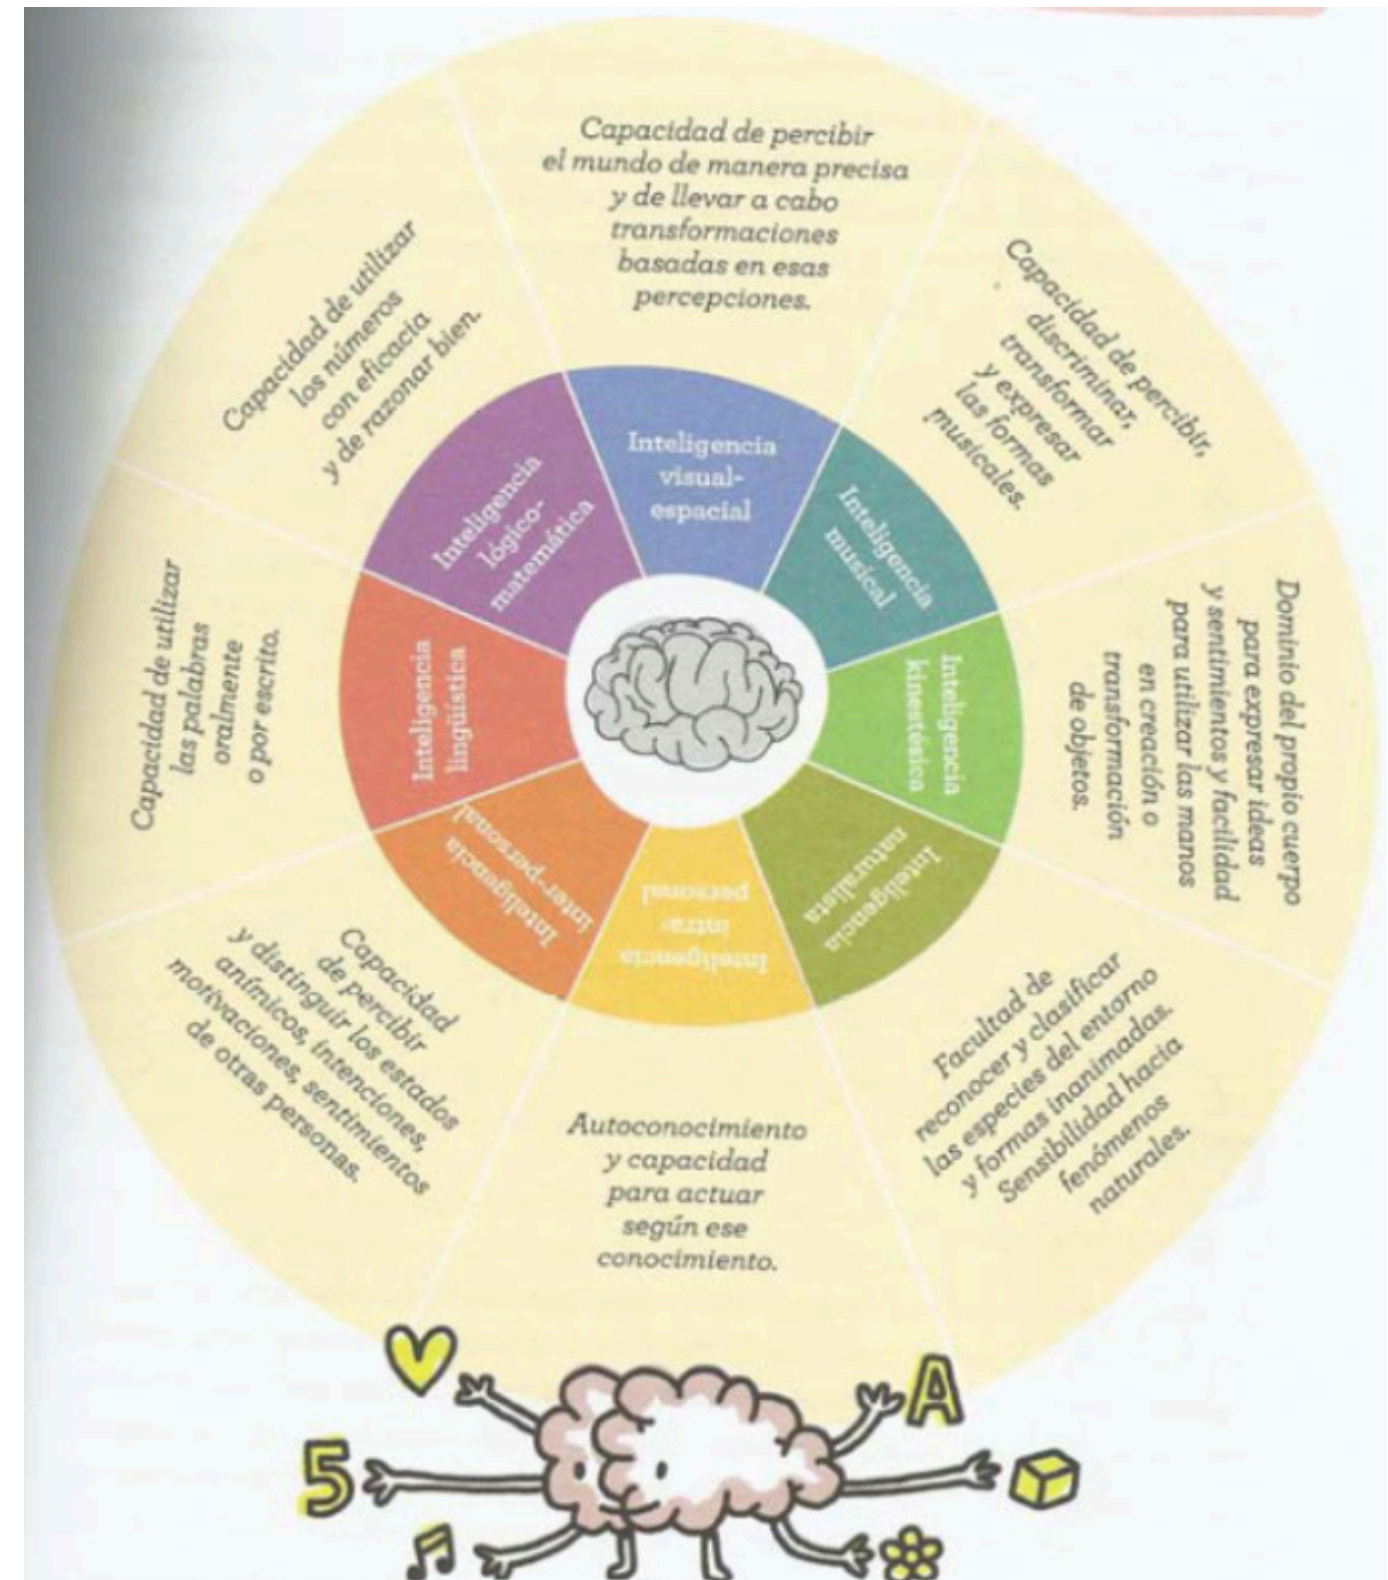 Capacidad de percibir
el mundo de manera precisa
y de llevar a cabo
transformaciones
basadas en esas
percepciones.
Inteligencia
visual-
espacial
Capacidad de percibir,
discriminar,
transformar
y expresar
las formas
musicales.
Inteligencia
musical
Dominio del propio cuerpo
para expresar ideas
y sentimientos y facilidad
para utilizar las manos
en creación o
transformación
de objetos.
Inteligencia
kinestésica
Facultad de
reconocer y clasificar
las especies del entorno
y formas inanimadas.
Sensibilidad hacia
fenómenos
naturales.
Inteligencia
naturalista
Autoconocimiento
y capacidad
para actuar
según ese
conocimiento.
Inteligencia
intra-
personal
Capacidad
de percibir
y distinguir los estados
anímicos, intenciones,
motivaciones, sentimientos
de otras personas.
Inteligencia
inter-personal
Capacidad de utilizar
las palabras
oralmente
o por escrito.
Inteligencia
lingüística
Capacidad de utilizar
los números
con eficacia
y de razonar bien.
Inteligencia
lógico-
matemática
A
5